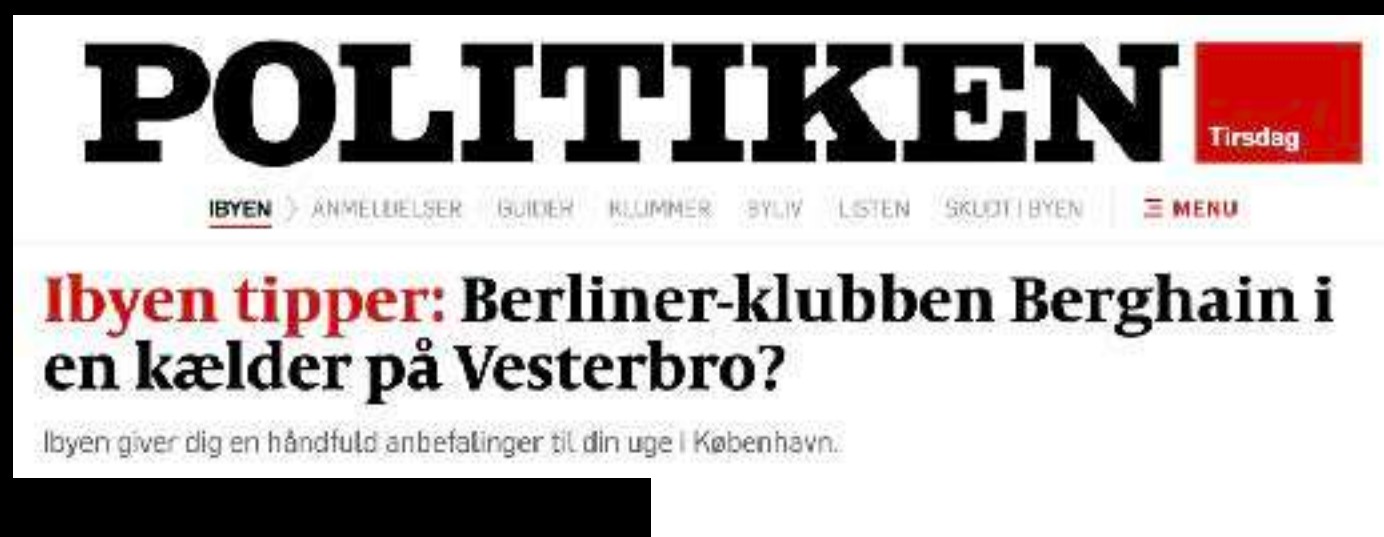 POLITIKEN
Tirsdag
IBYEN > ANMELDELSER GUIDER KLUMMER BYLIV LISTEN SKUDT I BYEN ☰ MENU
Ibyen tipper: Berliner-klubben Berghain i
en kælder på Vesterbro?
Ibyen giver dig en håndfuld anbefalinger til din uge i København.